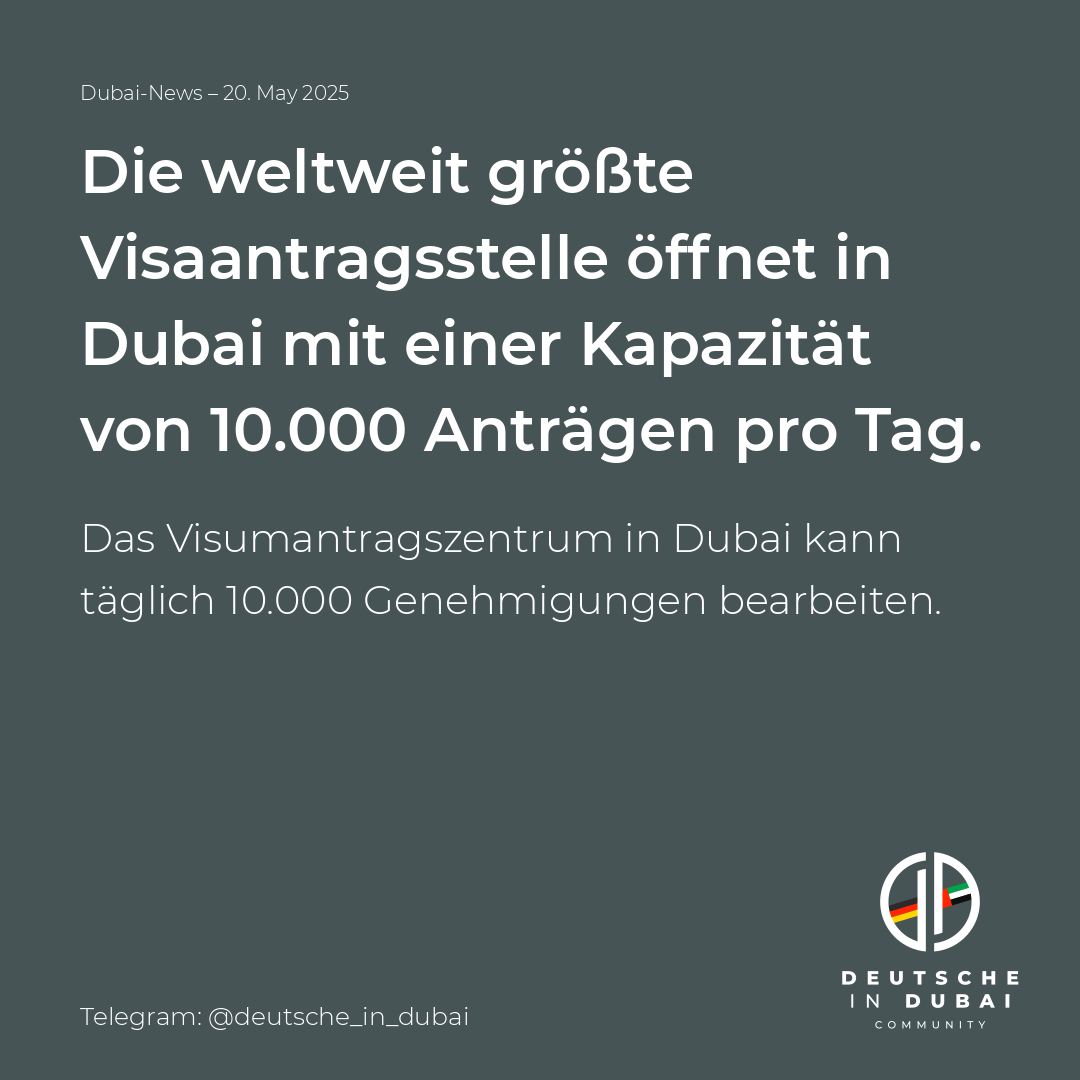 Dubai-News – 20. May 2025
Die weltweit größte
Visaantragsstelle öffnet in
Dubai mit einer Kapazität
von 10.000 Anträgen pro Tag.
Das Visumantragszentrum in Dubai kann
täglich 10.000 Genehmigungen bearbeiten.
DEUTSCHE
IN DUBAI
COMMUNITY
Telegram: @deutsche_in_dubai